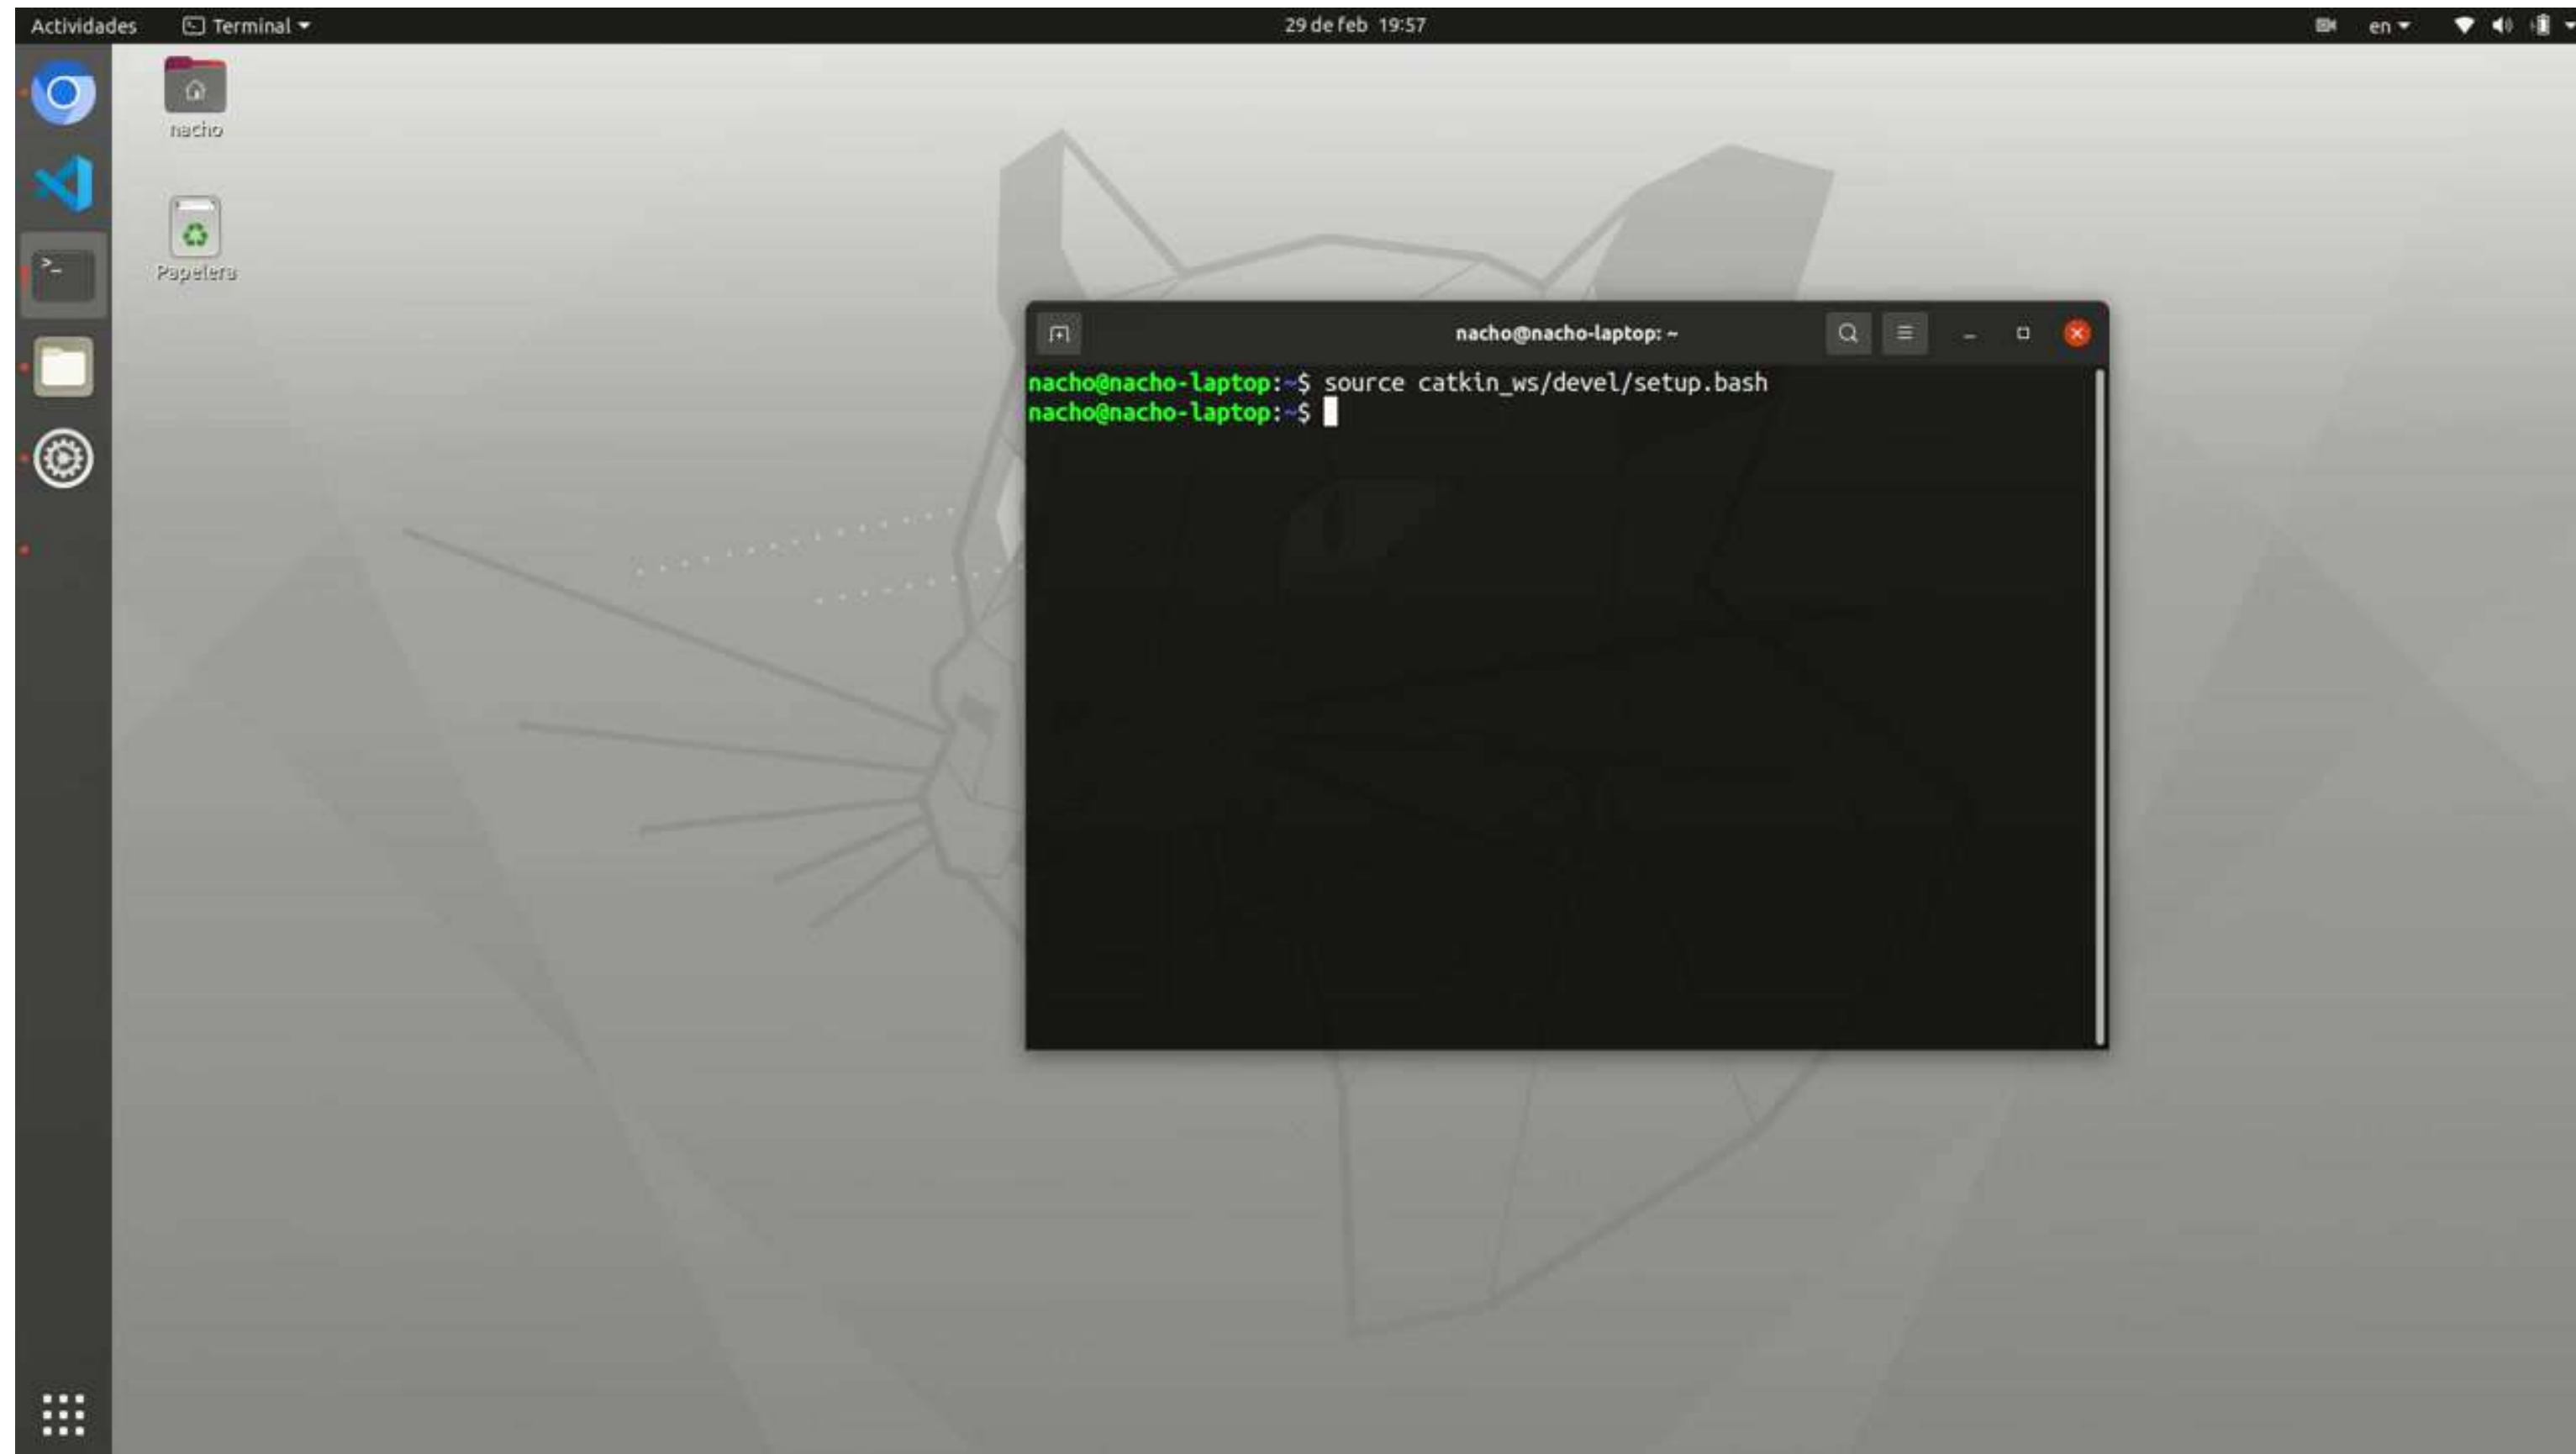 Actividades
Terminal
29 de feb 19:57
en
nacho
Papelera
nacho@nacho-laptop: ~
nacho@nacho-laptop:~$ source catkin_ws/devel/setup.bash
nacho@nacho-laptop:~$